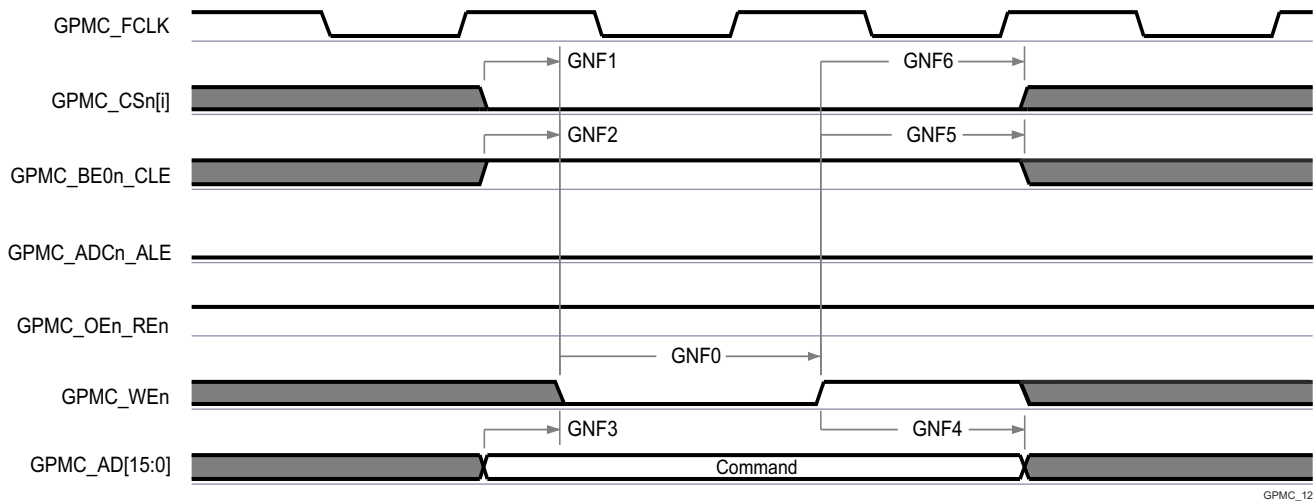 GPMC_FCLK
GNF1
GNF6
GPMC_CSn[i]
GNF2
GNF5
GPMC_BE0n_CLE
GPMC_ADCn_ALE
GPMC_OEn_REn
GNF0
GPMC_WEn
GNF3
GNF4
GPMC_AD[15:0]
Command
GPMC_12